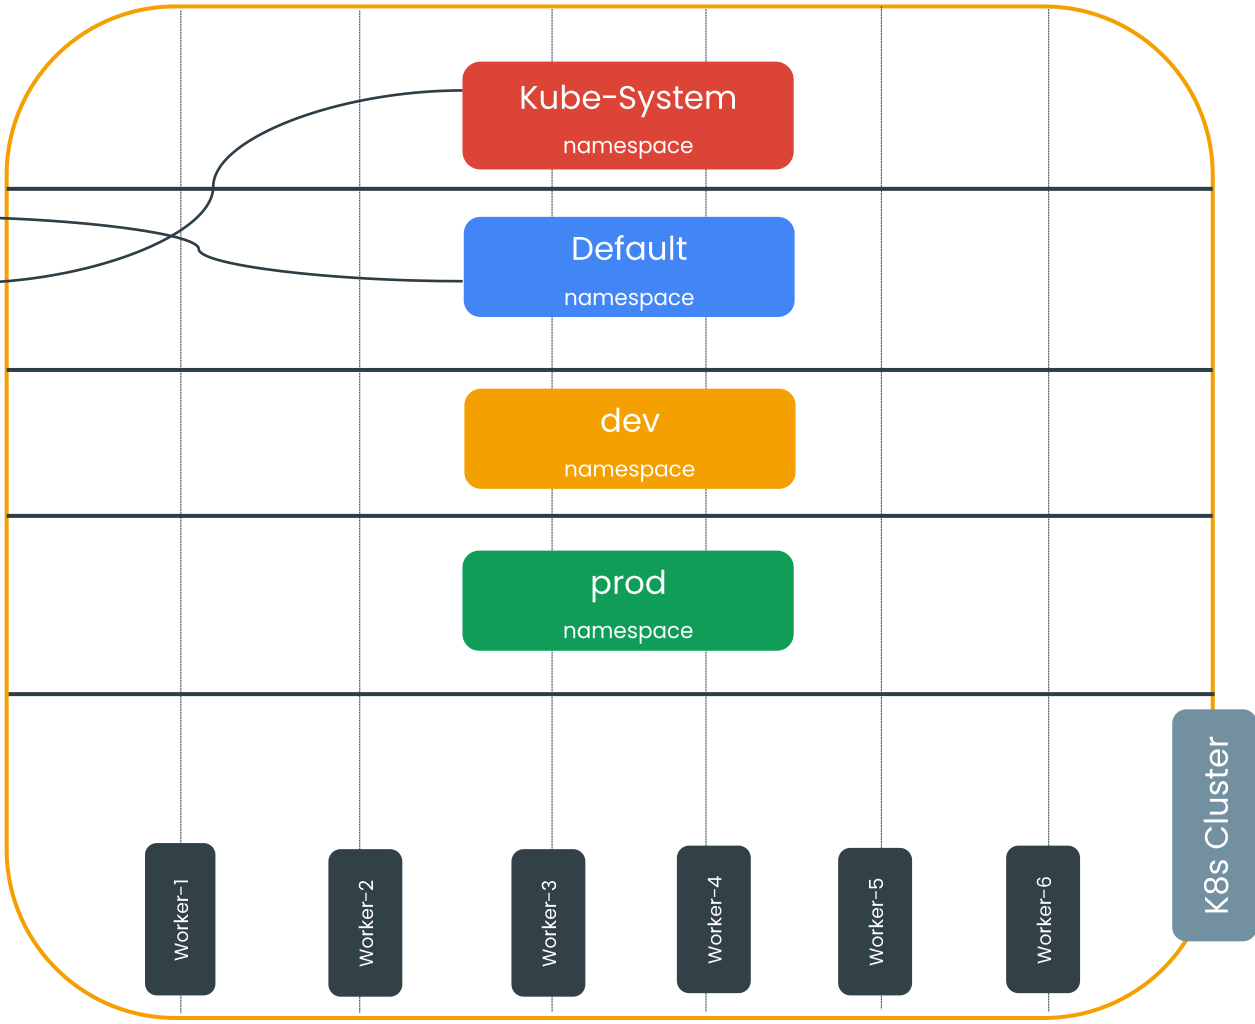 Kube-System
namespace
Default
namespace
dev
namespace
prod
namespace
K8s Cluster
Worker-1
Worker-2
Worker-3
Worker-4
Worker-5
Worker-6